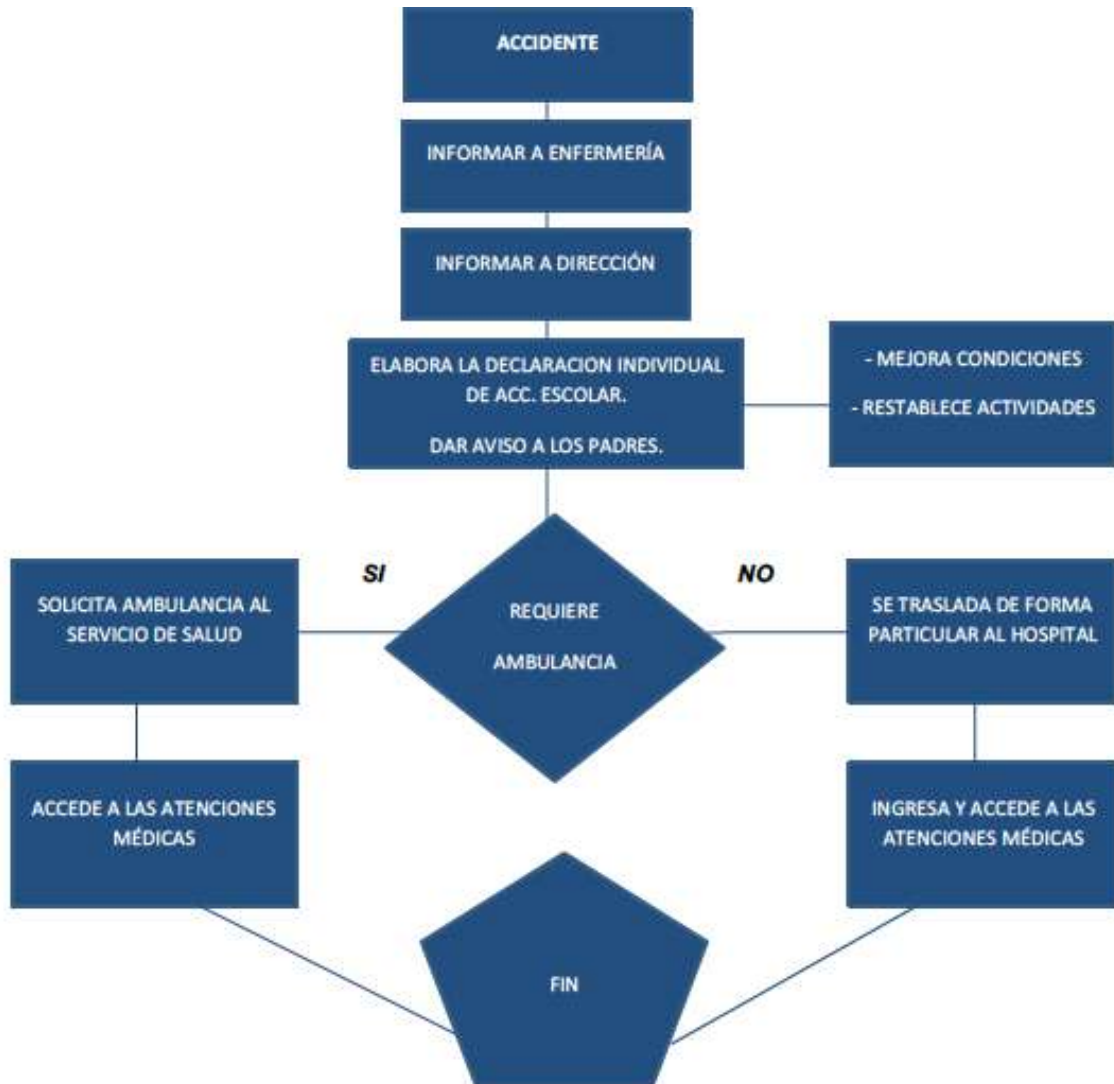 ACCIDENTE
INFORMAR A ENFERMERÍA
INFORMAR A DIRECCIÓN
ELABORA LA DECLARACION INDIVIDUAL
DE ACC. ESCOLAR.
DAR AVISO A LOS PADRES.
- MEJORA CONDICIONES
- RESTABLECE ACTIVIDADES
REQUIERE
AMBULANCIA
SI
NO
SOLICITA AMBULANCIA AL
SERVICIO DE SALUD
SE TRASLADA DE FORMA
PARTICULAR AL HOSPITAL
ACCEDE A LAS ATENCIONES
MÉDICAS
INGRESA Y ACCEDE A LAS
ATENCIONES MÉDICAS
FIN